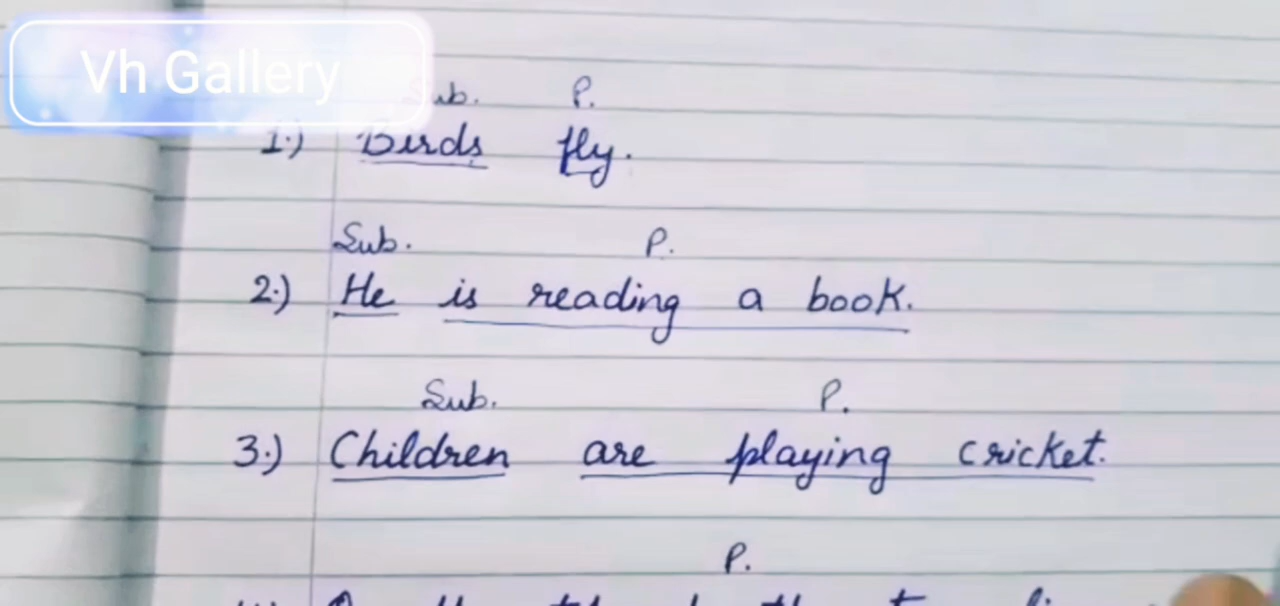 Vh Gallery
Sub. P.
1.) Birds fly.
Sub. P.
2.) He is reading a book.
Sub. P.
3.) Children are playing cricket.
P.